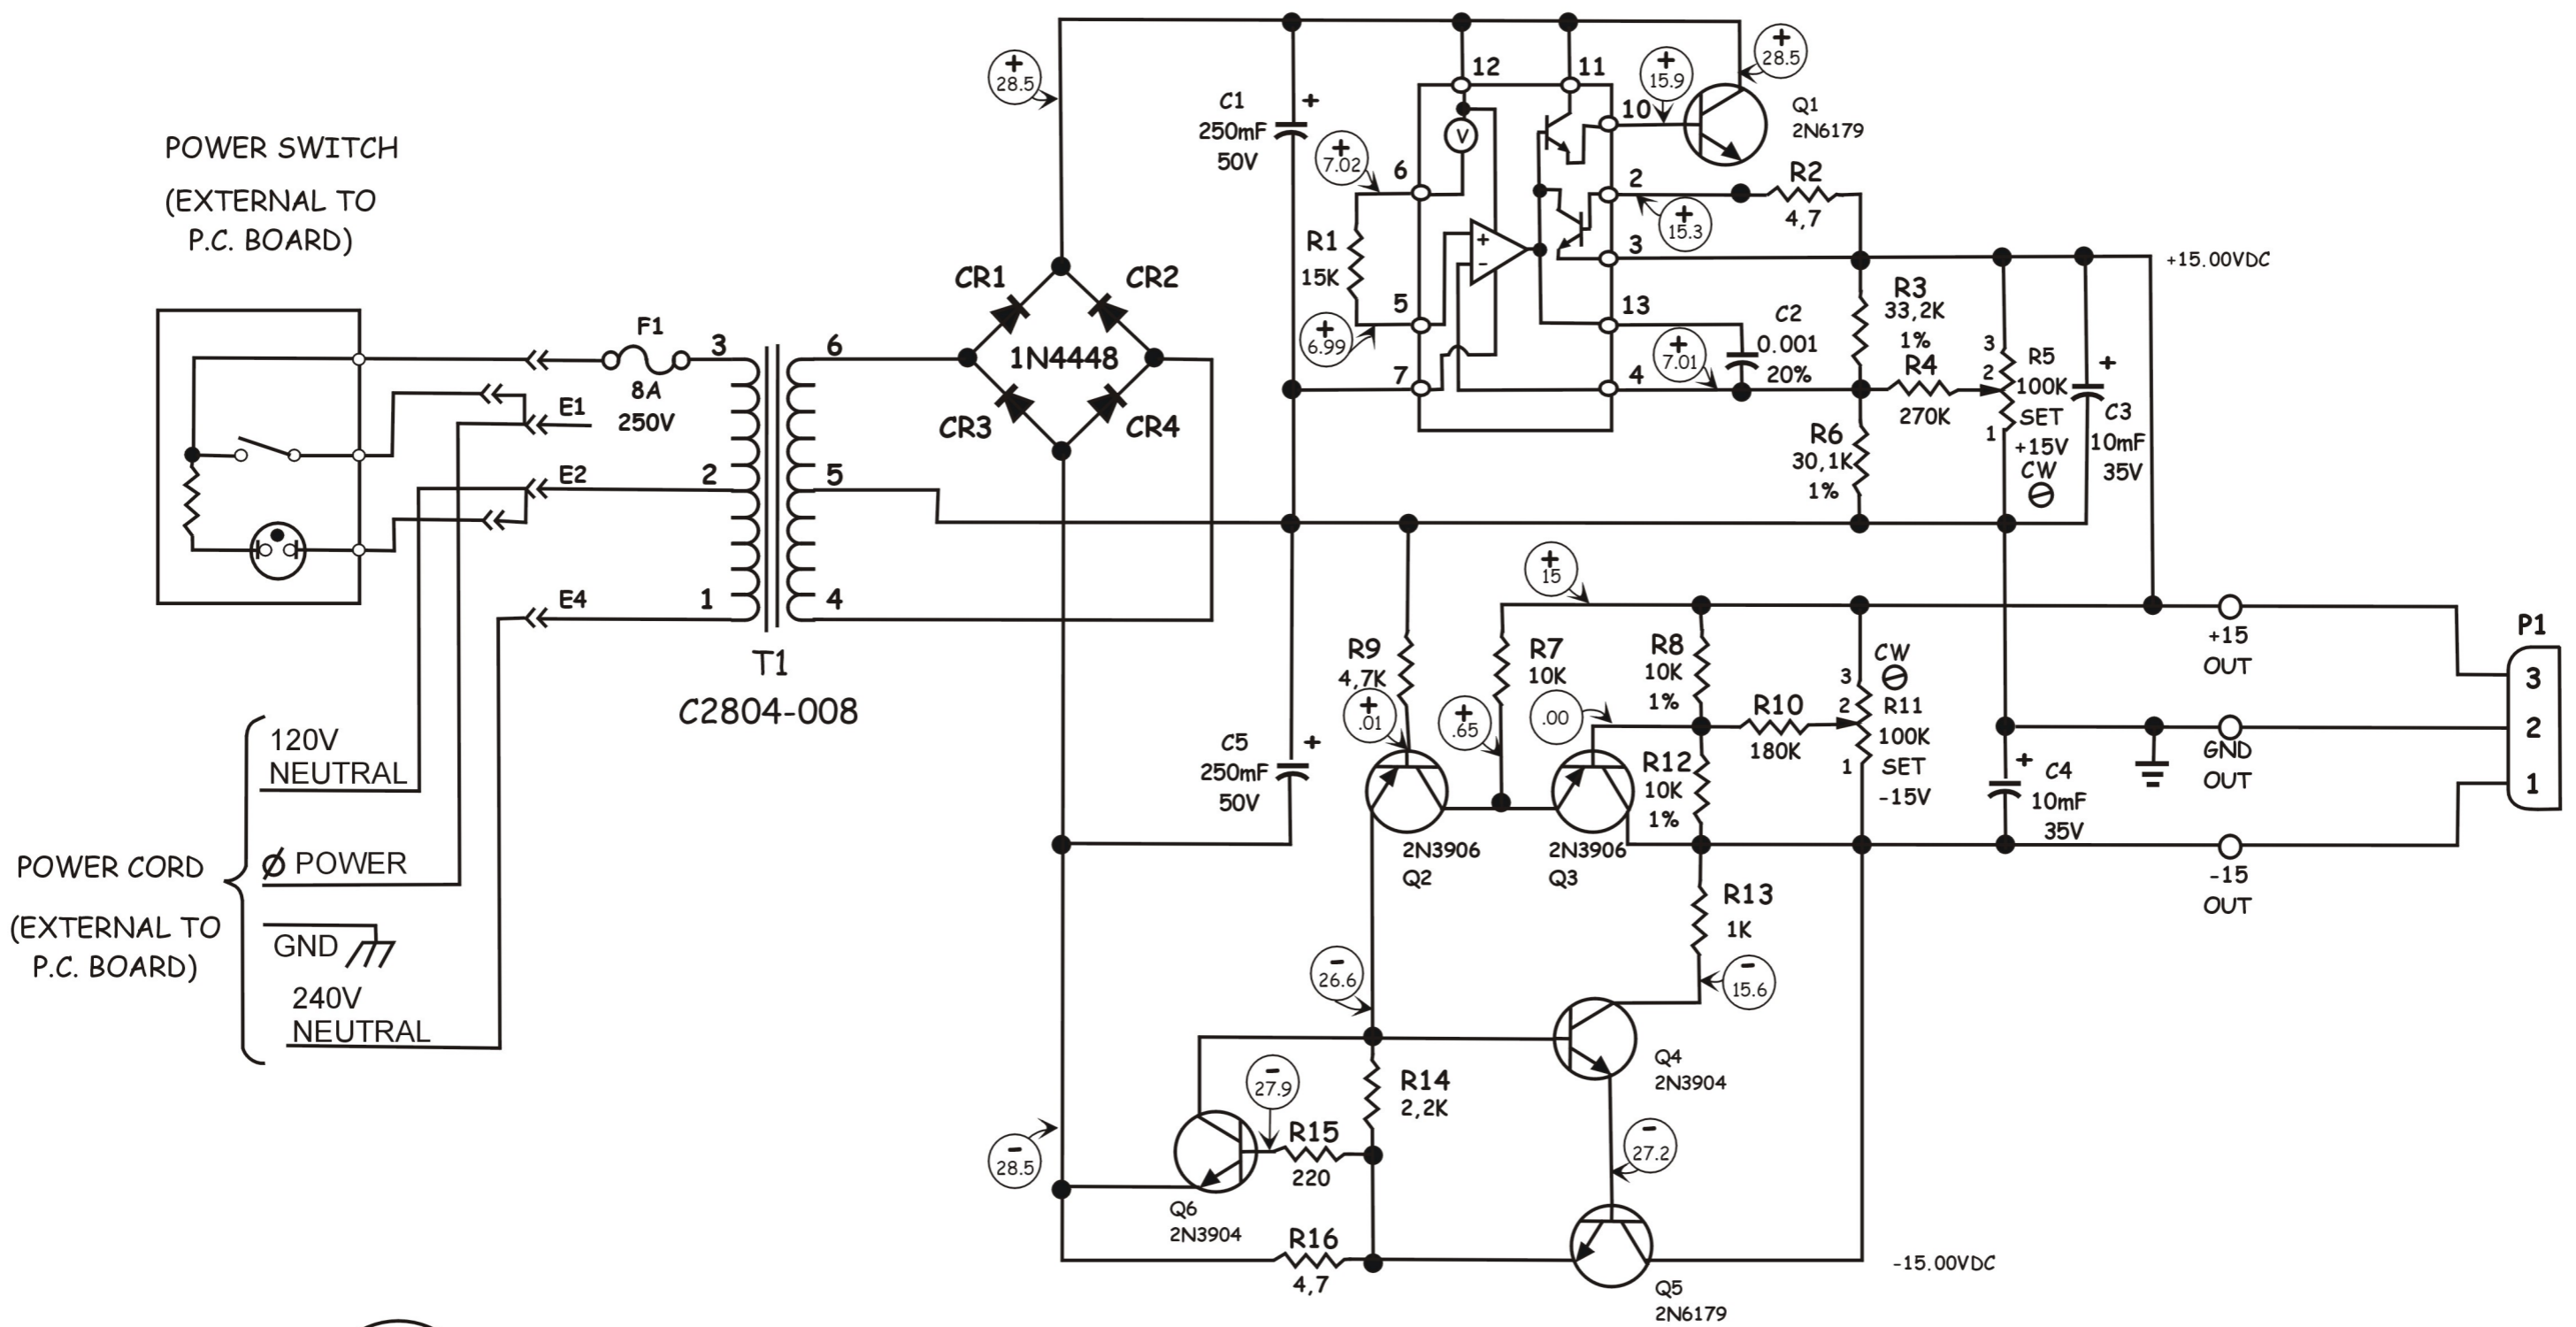 POWER SWITCH
(EXTERNAL TO
P.C. BOARD)
F1
8A
250V
E1
E2
E4
3
2
1
6
5
4
T1
C2804-008
120V
NEUTRAL
Ø POWER
GND
240V
NEUTRAL
POWER CORD
(EXTERNAL TO
P.C. BOARD)
+
28.5
CR1
CR2
1N4448
CR3
CR4
C1
250mF
50V
+
+
7.02
6
R1
15K
5
+
6.99
7
12
11
V
+
-
10
2
3
13
4
+
15.9
+
28.5
Q1
2N6179
+
15.3
R2
4,7
+15.00VDC
C2
0.001
20%
+
7.01
R3
33,2K
1%
R4
270K
R6
30,1K
1%
3
2
1
R5
100K
SET
+15V
CW
+
C3
10mF
35V
+
15
R9
4,7K
+
.01
R7
10K
+
.65
.00
R8
10K
1%
R10
180K
R12
10K
1%
CW
3
2
1
R11
100K
SET
-15V
+
C4
10mF
35V
C5
250mF
50V
+
2N3906
Q2
2N3906
Q3
+15
OUT
GND
OUT
-15
OUT
P1
3
2
1
R13
1K
-
15.6
-
26.6
Q4
2N3904
R14
2,2K
-
27.9
R15
220
-
27.2
-
28.5
Q6
2N3904
R16
4,7
Q5
2N6179
-15.00VDC